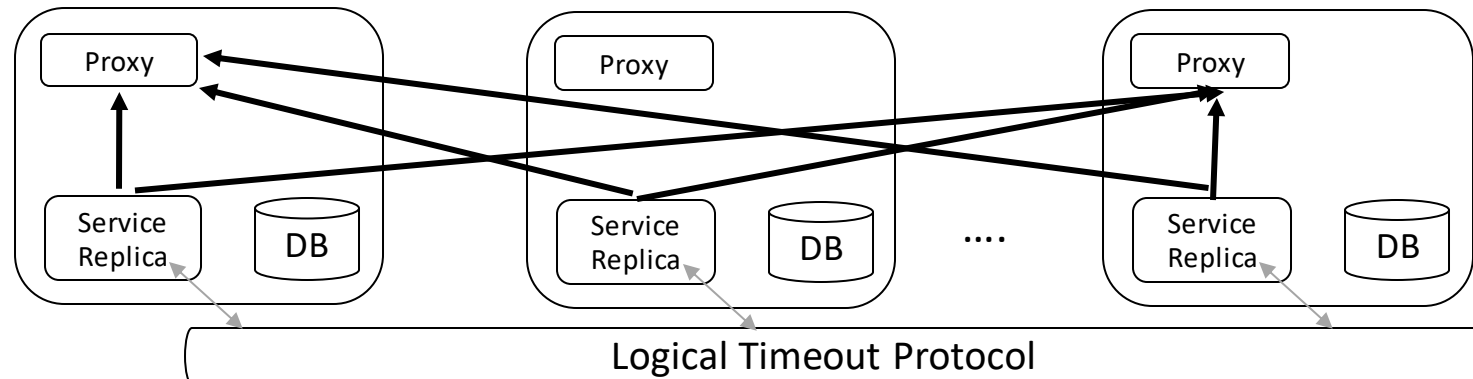 Proxy
Proxy
Proxy
Service
Replica
DB
Service
Replica
DB
....
Service
Replica
DB
Logical Timeout Protocol